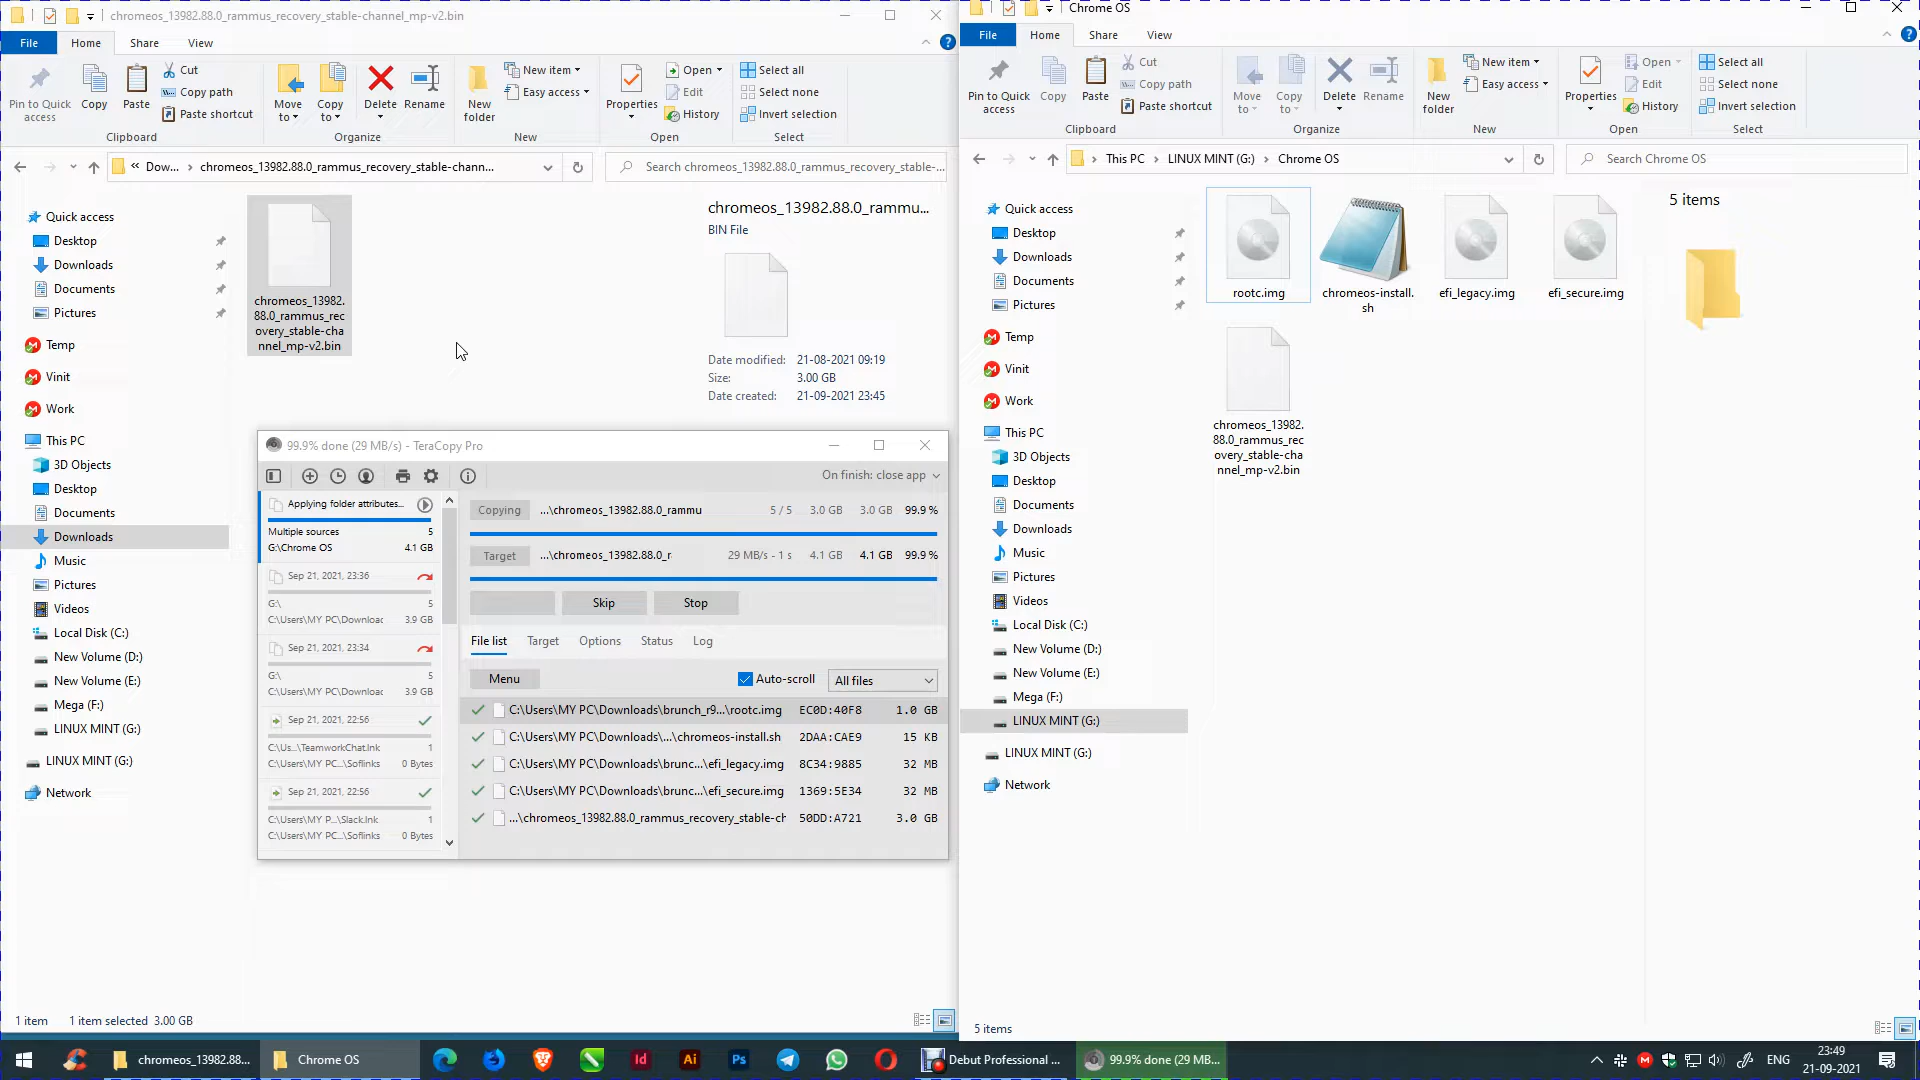 chromeos_13982.88.0_rammus_recovery_stable-channel_mp-v2.bin
File
Home
Share
View
Pin to Quick access
Copy
Paste
Cut
Copy path
Paste shortcut
Clipboard
Move to
Copy to
Delete
Rename
Organize
New folder
New item
Easy access
New
Properties
Open
Edit
History
Open
Select all
Select none
Invert selection
Select
« Dow... › chromeos_13982.88.0_rammus_recovery_stable-chann...
Search chromeos_13982.88.0_rammus_recovery_stable-...
Quick access
Desktop
Downloads
Documents
Pictures
Temp
Vinit
Work
This PC
3D Objects
Desktop
Documents
Downloads
Music
Pictures
Videos
Local Disk (C:)
New Volume (D:)
New Volume (E:)
Mega (F:)
LINUX MINT (G:)
LINUX MINT (G:)
Network
chromeos_13982.
88.0_rammus_rec
overy_stable-cha
nnel_mp-v2.bin
chromeos_13982.88.0_rammu...
BIN File
Date modified: 21-08-2021 09:19
Size: 3.00 GB
Date created: 21-09-2021 23:45
99.9% done (29 MB/s) - TeraCopy Pro
On finish: close app
Applying folder attributes...
Multiple sources 5
G:\Chrome OS 4.1 GB
Sep 21, 2021, 23:36
G:\ 5
C:\Users\MY PC\Downloac 3.9 GB
Sep 21, 2021, 23:34
G:\ 5
C:\Users\MY PC\Downloac 3.9 GB
Sep 21, 2021, 22:56
C:\Us...\TeamworkChat.lnk 1
C:\Users\MY PC...\Soflinks 0 Bytes
Sep 21, 2021, 22:56
C:\Users\MY P...\Slack.lnk 1
C:\Users\MY PC...\Soflinks 0 Bytes
Copying ...\chromeos_13982.88.0_rammu 5 / 5 3.0 GB 3.0 GB 99.9 %
Target ...\chromeos_13982.88.0_r 29 MB/s - 1 s 4.1 GB 4.1 GB 99.9 %
Skip
Stop
File list
Target
Options
Status
Log
Menu
Auto-scroll
All files
C:\Users\MY PC\Downloads\brunch_r9...\rootc.img EC0D:40F8 1.0 GB
C:\Users\MY PC\Downloads\...\chromeos-install.sh 2DAA:CAE9 15 KB
C:\Users\MY PC\Downloads\brunc...\efi_legacy.img 8C34:9885 32 MB
C:\Users\MY PC\Downloads\brunc...\efi_secure.img 1369:5E34 32 MB
...\chromeos_13982.88.0_rammus_recovery_stable-ch 50DD:A721 3.0 GB
1 item
1 item selected 3.00 GB
Chrome OS
File
Home
Share
View
Pin to Quick access
Copy
Paste
Cut
Copy path
Paste shortcut
Clipboard
Move to
Copy to
Delete
Rename
Organize
New folder
New item
Easy access
New
Properties
Open
Edit
History
Open
Select all
Select none
Invert selection
Select
This PC › LINUX MINT (G:) › Chrome OS
Search Chrome OS
Quick access
Desktop
Downloads
Documents
Pictures
Temp
Vinit
Work
This PC
3D Objects
Desktop
Documents
Downloads
Music
Pictures
Videos
Local Disk (C:)
New Volume (D:)
New Volume (E:)
Mega (F:)
LINUX MINT (G:)
LINUX MINT (G:)
Network
rootc.img
chromeos-install.
sh
efi_legacy.img
efi_secure.img
chromeos_13982.
88.0_rammus_rec
overy_stable-cha
nnel_mp-v2.bin
5 items
5 items
chromeos_13982.88...
Chrome OS
Id
Ai
Ps
Debut Professional ...
99.9% done (29 MB...
ENG
23:49
21-09-2021